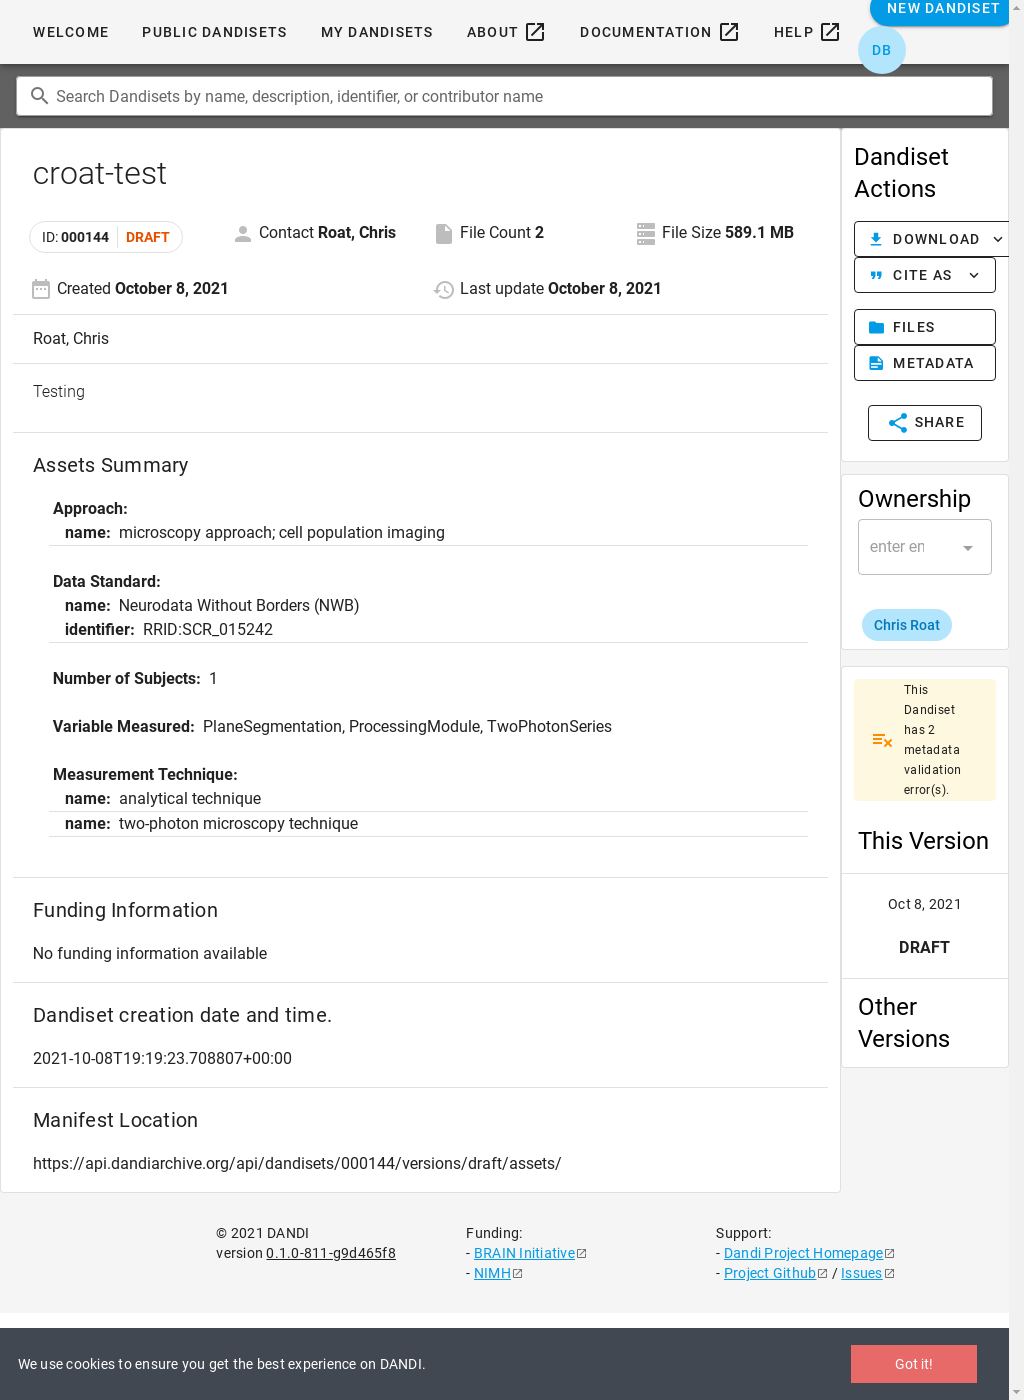 WELCOME
PUBLIC DANDISETS
MY DANDISETS
ABOUT
DOCUMENTATION
HELP
NEW DANDISET
DB
Search Dandisets by name, description, identifier, or contributor name
croat-test
ID: 000144 DRAFT
Contact Roat, Chris
File Count 2
File Size 589.1 MB
Created October 8, 2021
Last update October 8, 2021
Roat, Chris
Testing
Assets Summary
Approach:
name: microscopy approach; cell population imaging
Data Standard:
name: Neurodata Without Borders (NWB)
identifier: RRID:SCR_015242
Number of Subjects: 1
Variable Measured: PlaneSegmentation, ProcessingModule, TwoPhotonSeries
Measurement Technique:
name: analytical technique
name: two-photon microscopy technique
Funding Information
No funding information available
Dandiset creation date and time.
2021-10-08T19:19:23.708807+00:00
Manifest Location
https://api.dandiarchive.org/api/dandisets/000144/versions/draft/assets/
Dandiset
Actions
DOWNLOAD
CITE AS
FILES
METADATA
SHARE
Ownership
enter en
Chris Roat
This
Dandiset
has 2
metadata
validation
error(s).
This Version
Oct 8, 2021
DRAFT
Other
Versions
© 2021 DANDI
version 0.1.0-811-g9d465f8
Funding:
- BRAIN Initiative
- NIMH
Support:
- Dandi Project Homepage
- Project Github / Issues
We use cookies to ensure you get the best experience on DANDI.
Got it!